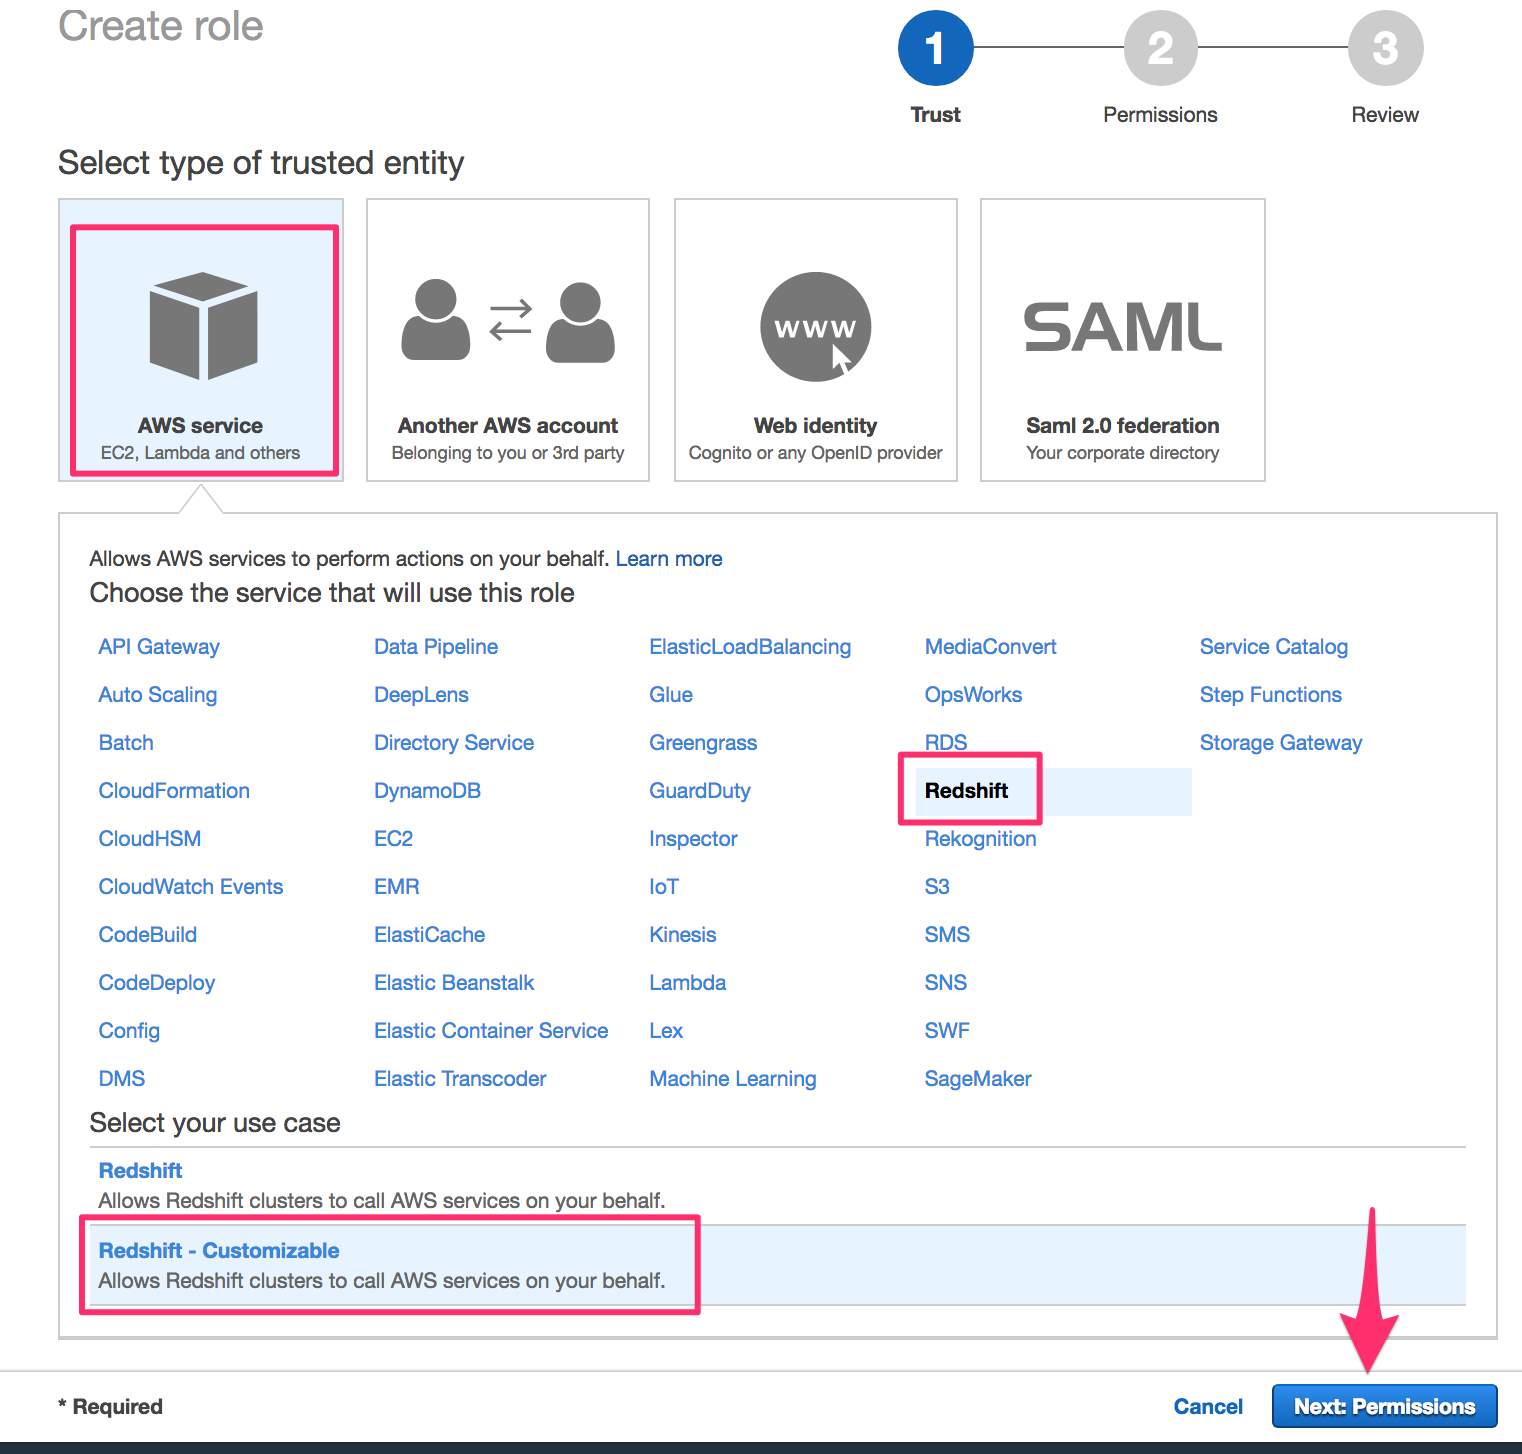 Create role
1 2 3
Trust Permissions Review
Select type of trusted entity
www
SAML
AWS service
EC2, Lambda and others
Another AWS account
Belonging to you or 3rd party
Web identity
Cognito or any OpenID provider
Saml 2.0 federation
Your corporate directory
Allows AWS services to perform actions on your behalf. Learn more
Choose the service that will use this role
API Gateway Data Pipeline ElasticLoadBalancing MediaConvert Service Catalog
Auto Scaling DeepLens Glue OpsWorks Step Functions
Batch Directory Service Greengrass RDS Storage Gateway
CloudFormation DynamoDB GuardDuty Redshift
CloudHSM EC2 Inspector Rekognition
CloudWatch Events EMR IoT S3
CodeBuild ElastiCache Kinesis SMS
CodeDeploy Elastic Beanstalk Lambda SNS
Config Elastic Container Service Lex SWF
DMS Elastic Transcoder Machine Learning SageMaker
Select your use case
Redshift
Allows Redshift clusters to call AWS services on your behalf.
Redshift - Customizable
Allows Redshift clusters to call AWS services on your behalf.
* Required Cancel Next: Permissions